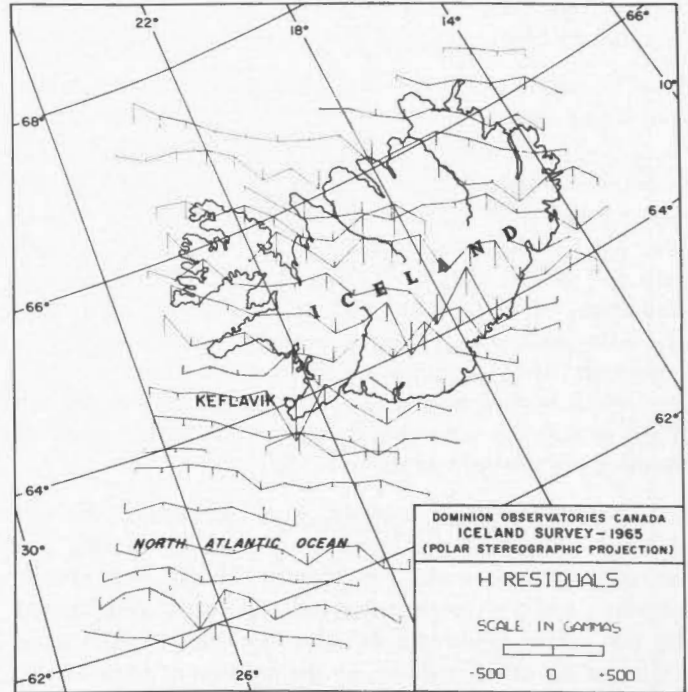 22°
18°
14°
66°
68°
10°
64°
66°
ICELAND
62°
KEFLAVIK
64°
NORTH ATLANTIC OCEAN
30°
62°
26°
DOMINION OBSERVATORIES CANADA
ICELAND SURVEY-1965
(POLAR STEREOGRAPHIC PROJECTION)
H RESIDUALS
SCALE IN GAMMAS
-500 0 +500